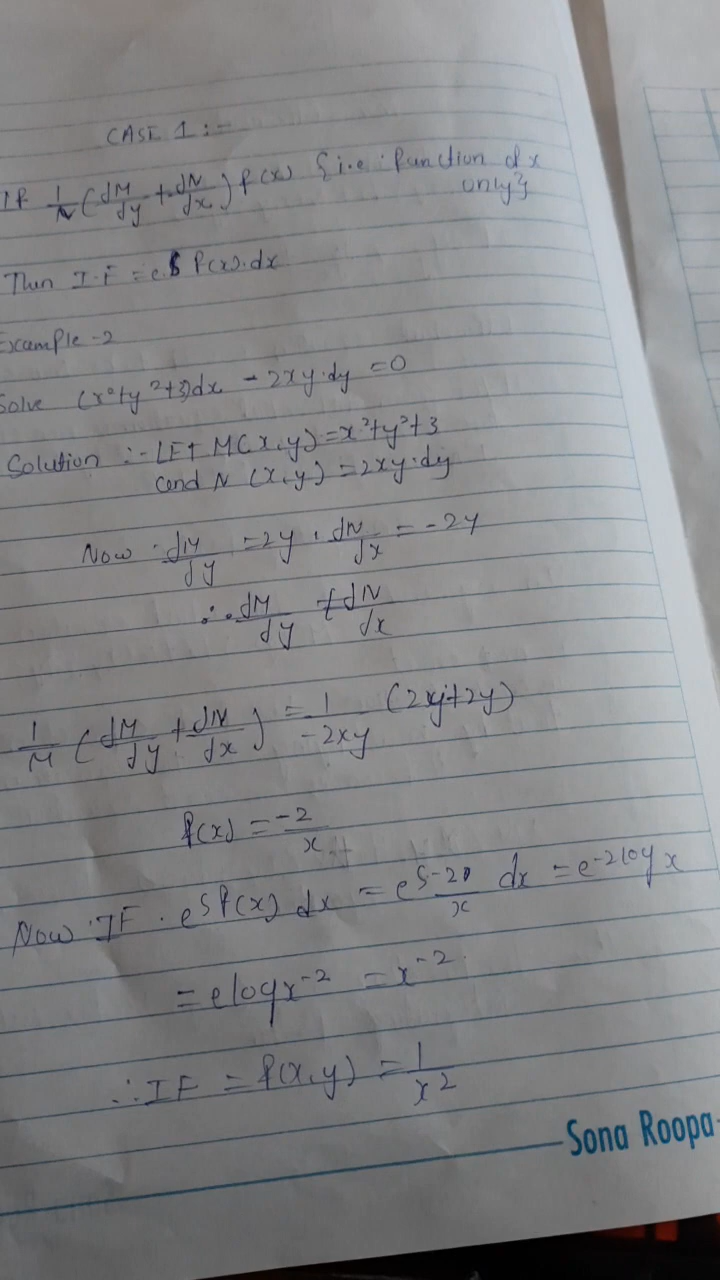 CASE 1 :-
If 1/N (dM/dy + dN/dx) f(x) {i.e. function of x
only}
Then I.F = e∫ f(x).dx
Example -2
Solve (x²+y²+3)dx - 2xy.dy =0
Solution :- LEt M(x,y)=x²+y²+3
and N (x,y) =2xy.dy
Now . dM/dy =2y , dN/dx = -2y
∴ dM/dy ≠ dN/dx
1/M (dM/dy + dN/dx) = 1/-2xy (2y+2y)
f(x) = -2/x
Now IF . e∫f(x) dx = e∫-2/x dx = e-2log x
= e log x-2 = x-2
∴ IF = f(x,y) = 1/x2
Sona Roopa